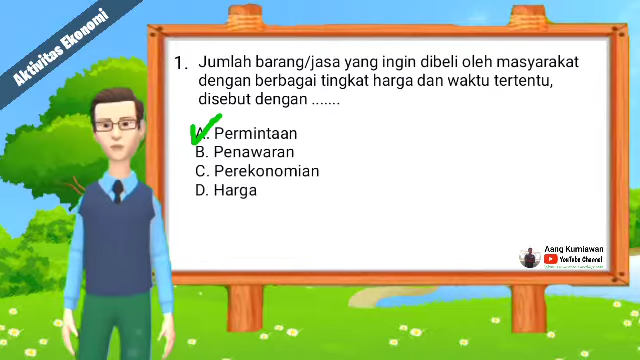 Aktivitas Ekonomi
1. Jumlah barang/jasa yang ingin dibeli oleh masyarakat
dengan berbagai tingkat harga dan waktu tertentu,
disebut dengan .......
A. Permintaan
B. Penawaran
C. Perekonomian
D. Harga
Aang Kurniawan
YouTube Channel